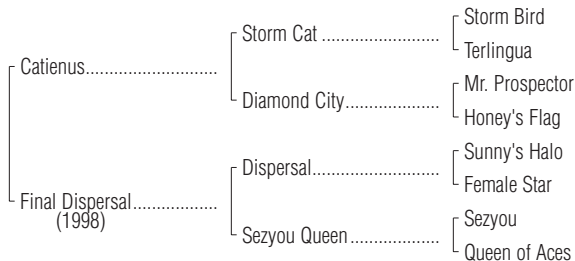 Storm Bird
Storm Cat ........................
Terlingua
Catienus...........................
Mr. Prospector
Diamond City...................
Honey's Flag
Sunny's Halo
Dispersal.........................
Female Star
Final Dispersal.................
(1998)
Sezyou
Sezyou Queen ..................
Queen of Aces